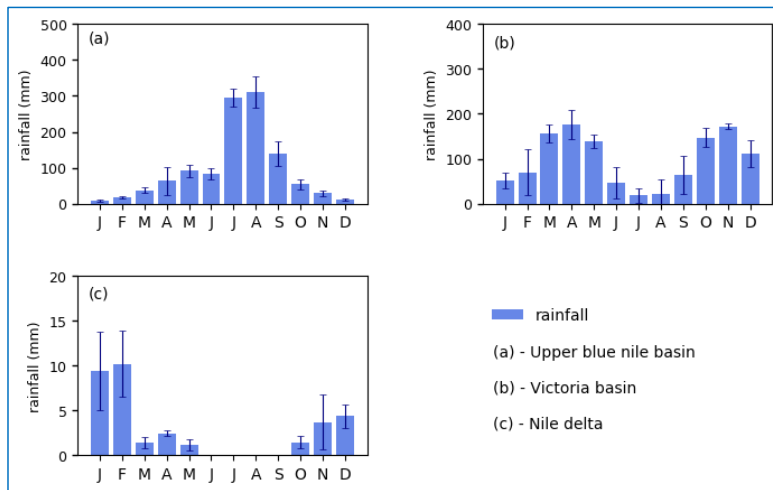 (a)
rainfall (mm)
500
400
300
200
100
0
J F M A M J J A S O N D
(b)
rainfall (mm)
400
300
200
100
0
J F M A M J J A S O N D
(c)
rainfall (mm)
20
15
10
5
0
J F M A M J J A S O N D
rainfall
(a) - Upper blue nile basin
(b) - Victoria basin
(c) - Nile delta